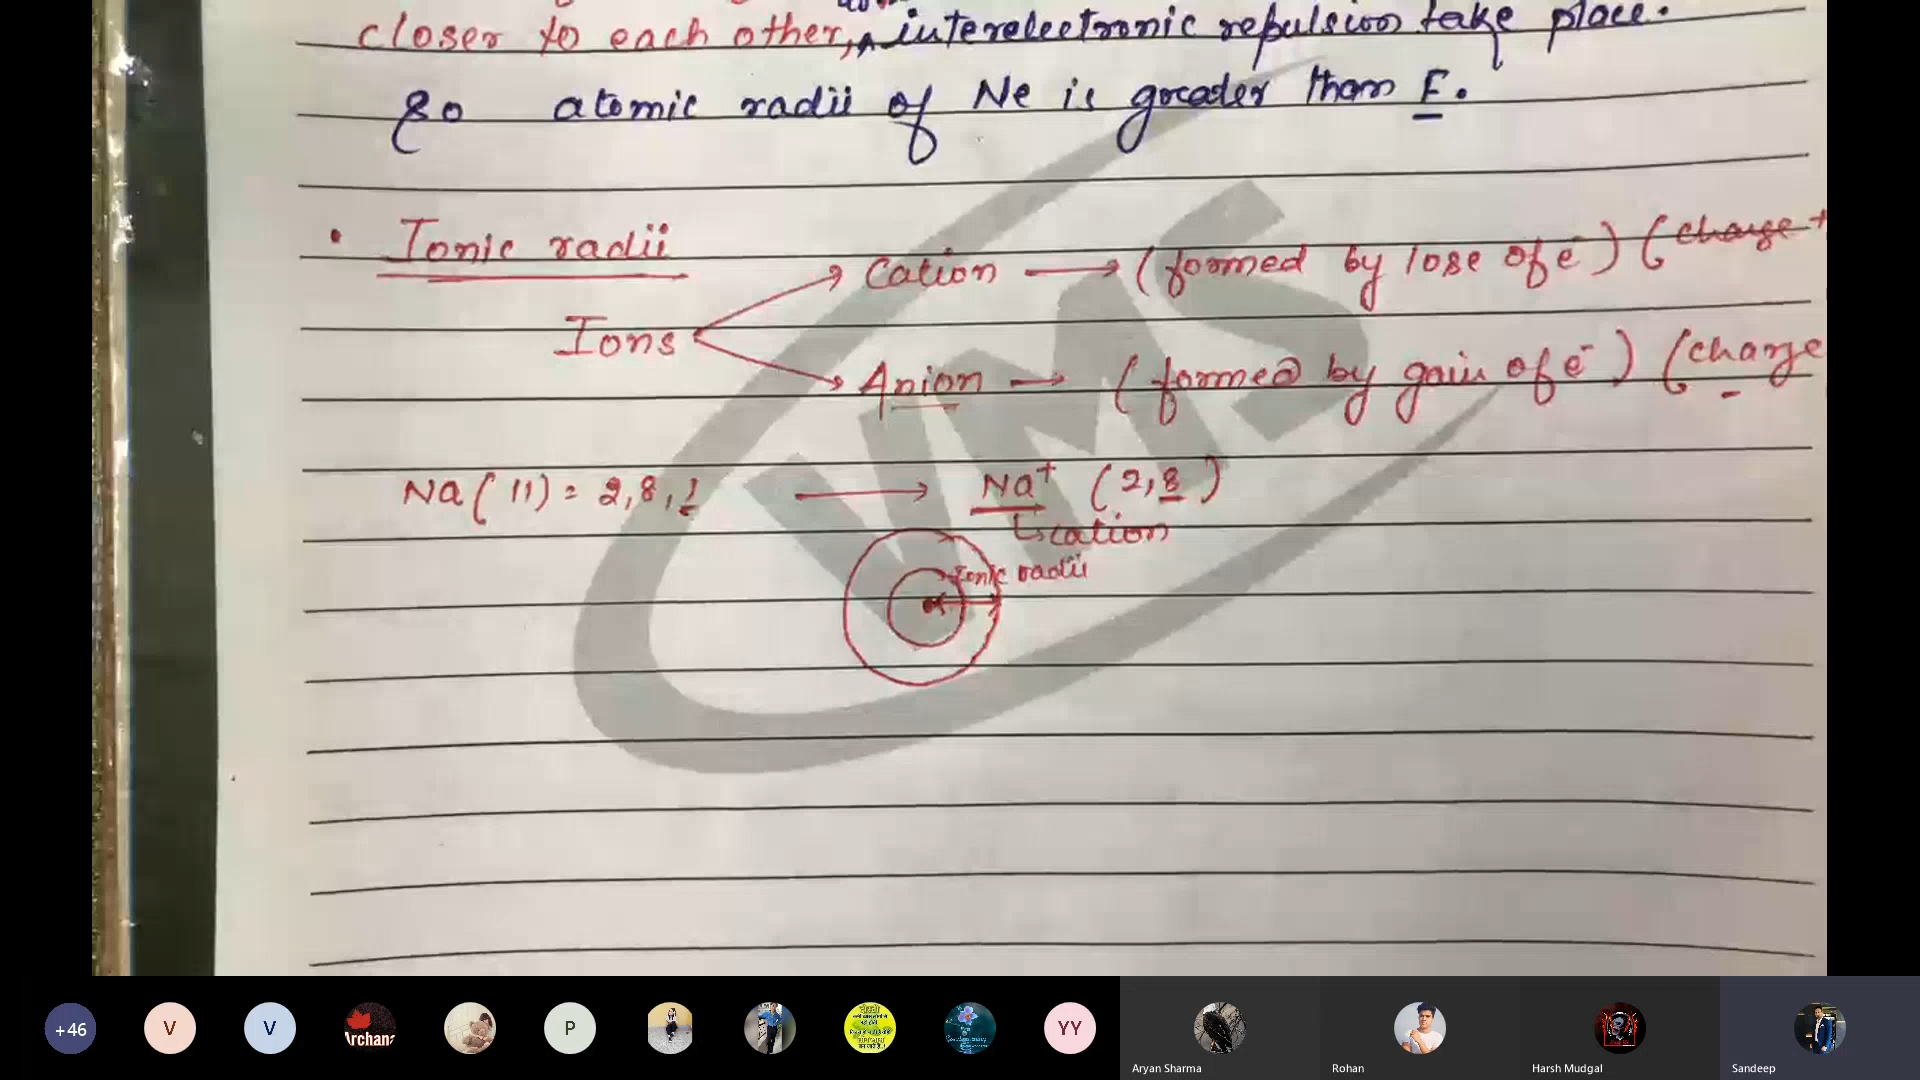 closer to each other, interelectronic repulsion take place.
So atomic radii of Ne is greater than F.
• Ionic radii
Ions
Cation → (formed by lose of e⁻) (charge +
Anion → (formed by gain of e⁻) (charge -
Na(11) = 2,8,1 → Na⁺ (2,8)
↳cation
Ionic radii
VMS
+46 V V Archana P YY
Aryan Sharma Rohan Harsh Mudgal Sandeep